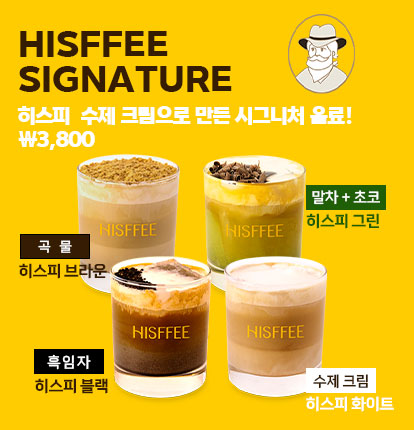 HISFFEE
SIGNATURE
히스피 수제 크림으로 만든 시그니처 음료!
₩3,800
HISFFEE
HISFFEE
말차 + 초코
히스피 그린
곡 물
히스피 브라운
HISFFEE
HISFFEE
흑임자
히스피 블랙
수제 크림
히스피 화이트